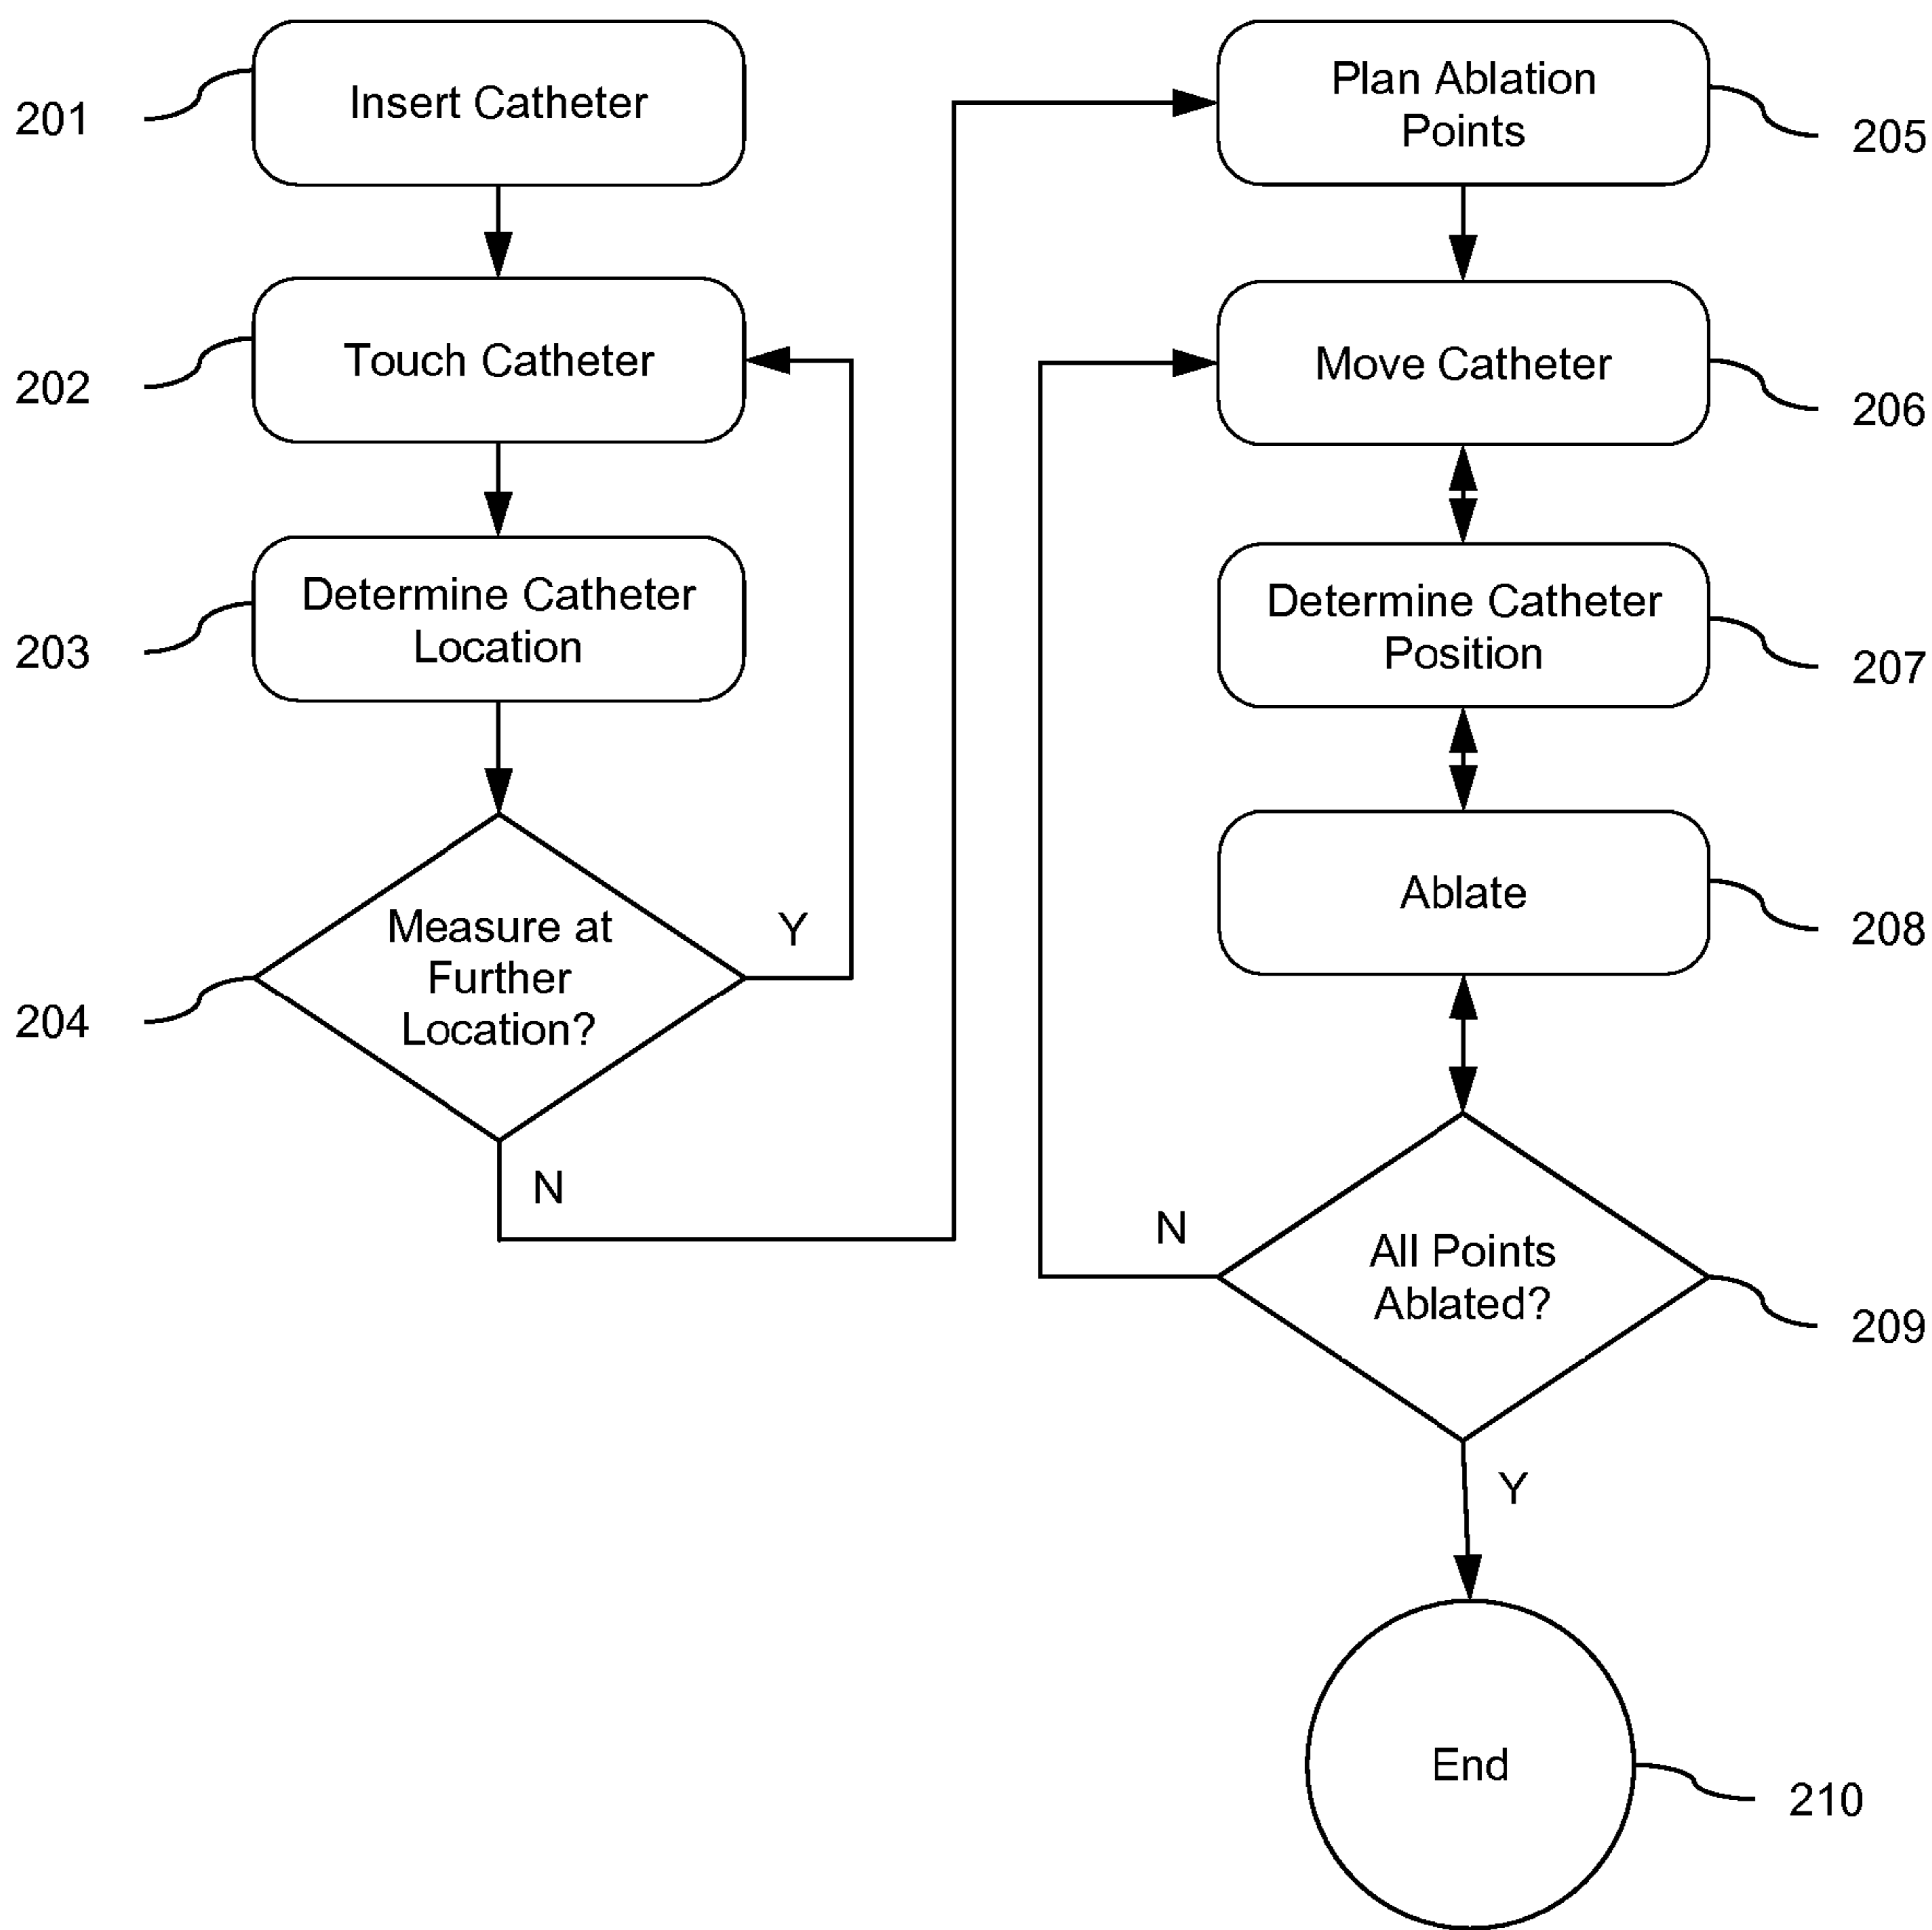 201
Insert Catheter
202
Touch Catheter
203
Determine Catheter
Location
204
Measure at
Further
Location?
Y
N
Plan Ablation
Points
205
Move Catheter
206
Determine Catheter
Position
207
Ablate
208
N
All Points
Ablated?
209
Y
End
210